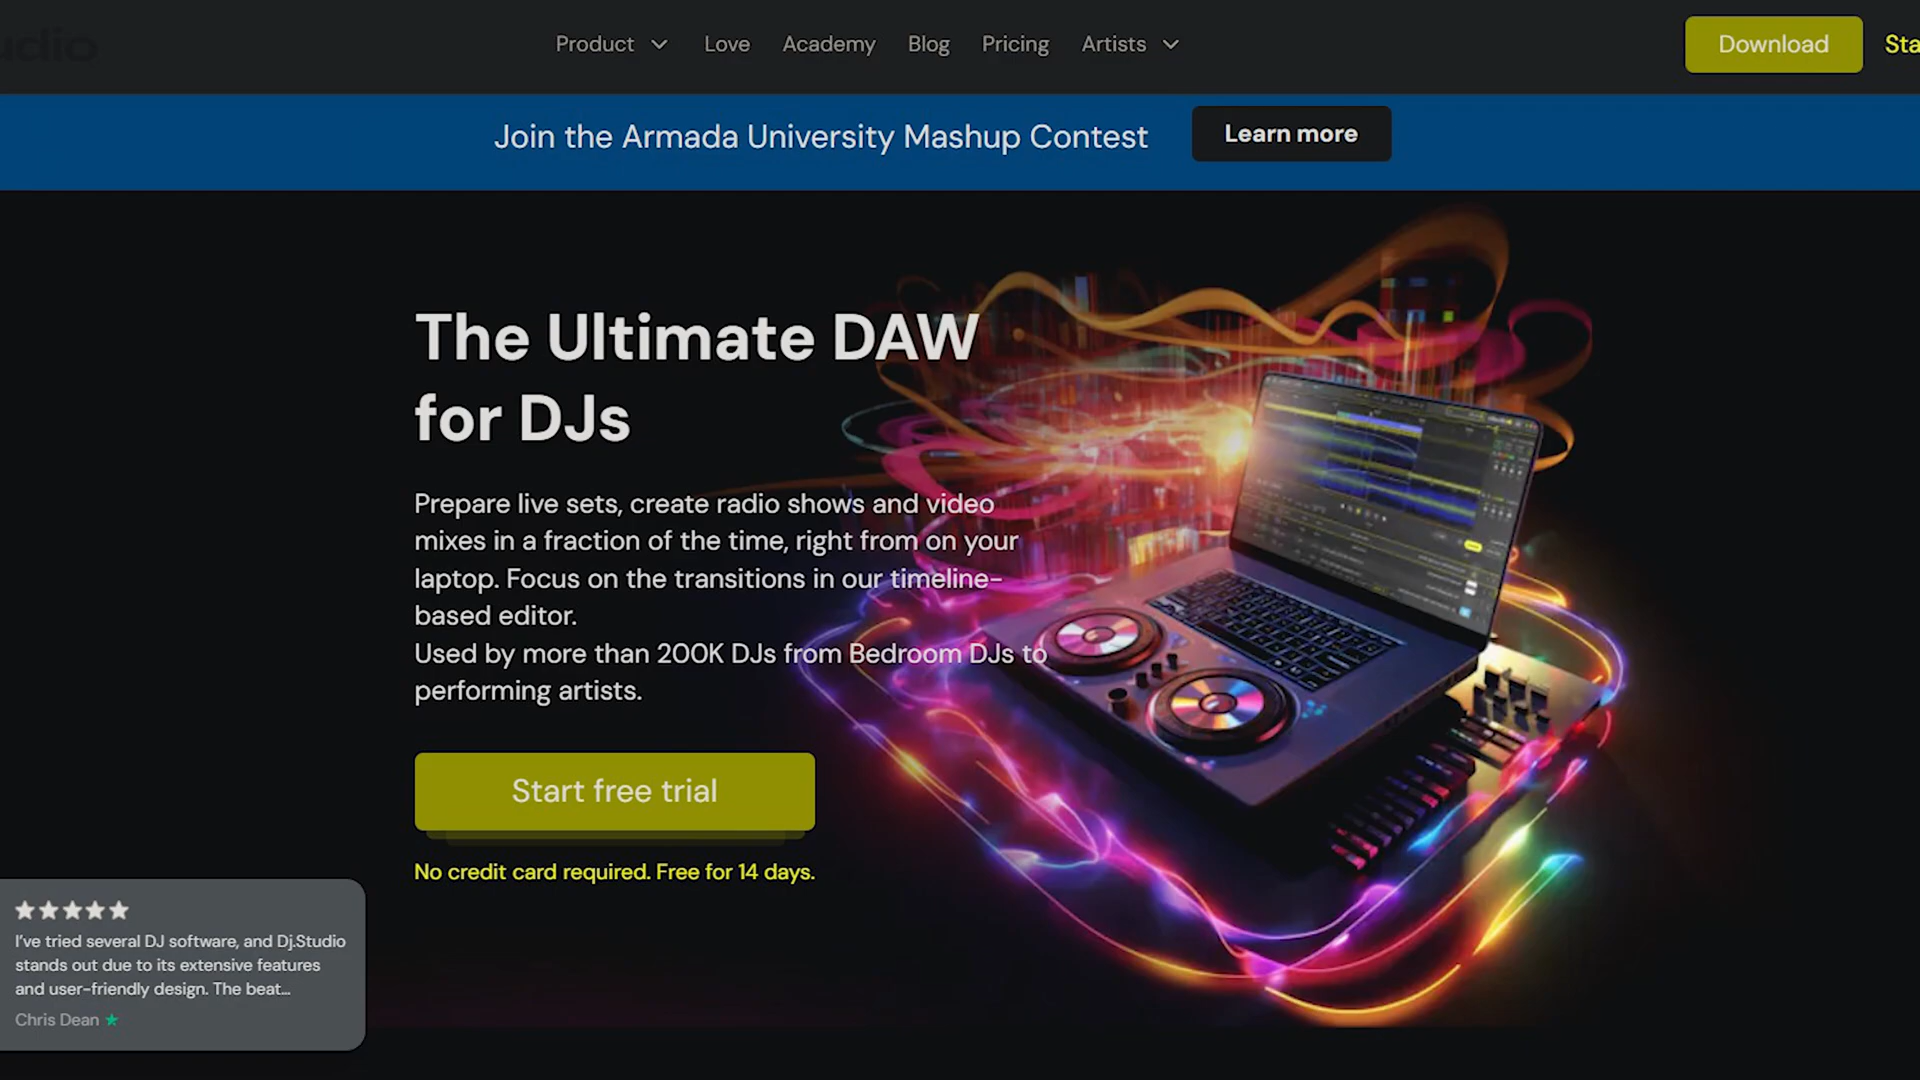 udio
Product
Love
Academy
Blog
Pricing
Artists
Download
Sta
Join the Armada University Mashup Contest
Learn more
The Ultimate DAW
for DJs
Prepare live sets, create radio shows and video
mixes in a fraction of the time, right from on your
laptop. Focus on the transitions in our timeline-
based editor.
Used by more than 200K DJs from Bedroom DJs to
performing artists.
Start free trial
No credit card required. Free for 14 days.
I've tried several DJ software, and Dj.Studio
stands out due to its extensive features
and user-friendly design. The beat...
Chris Dean